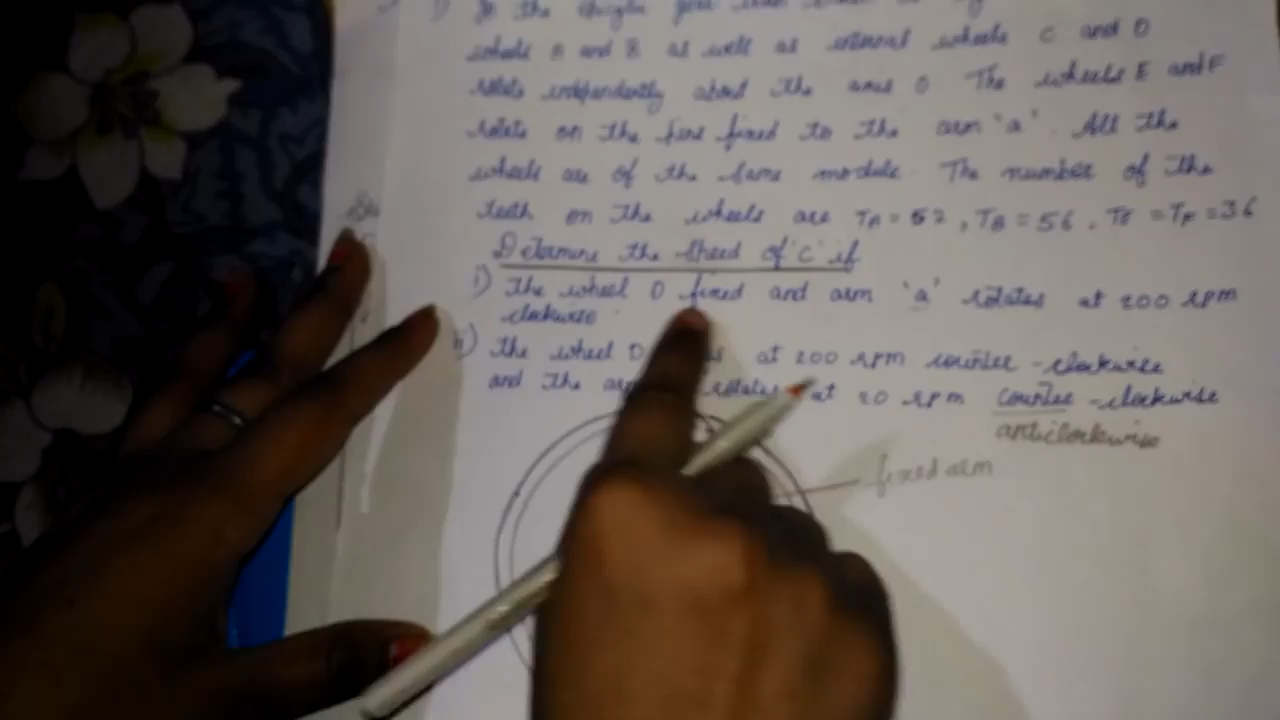 1) In the
wheels A and B as well as internal wheels C and D
rotate independently about the axis O The wheels E and F
rotate on the pins fixed to the arm 'a'. All the
wheels are of the same module. The number of the
teeth on the wheels are TA = 52, TB = 56, TE = TF = 36
Determine the speed of 'C' if
i) The wheel D fixed and arm 'a' rotates at 200 rpm
clockwise
ii) The wheel D at 200 rpm counter-clockwise
and the rotates at 20 rpm counter-clockwise
anticlockwise
fixed arm